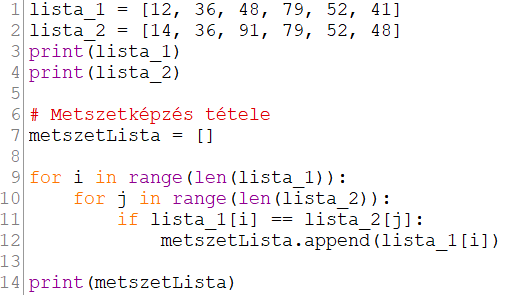 1 lista_1 = [12, 36, 48, 79, 52, 41]
2 lista_2 = [14, 36, 91, 79, 52, 48]
3 print(lista_1)
4 print(lista_2)
5
6 # Metszetképzés tétele
7 metszetLista = []
8
9 for i in range(len(lista_1)):
10     for j in range(len(lista_2)):
11         if lista_1[i] == lista_2[j]:
12             metszetLista.append(lista_1[i])
13
14 print(metszetLista)